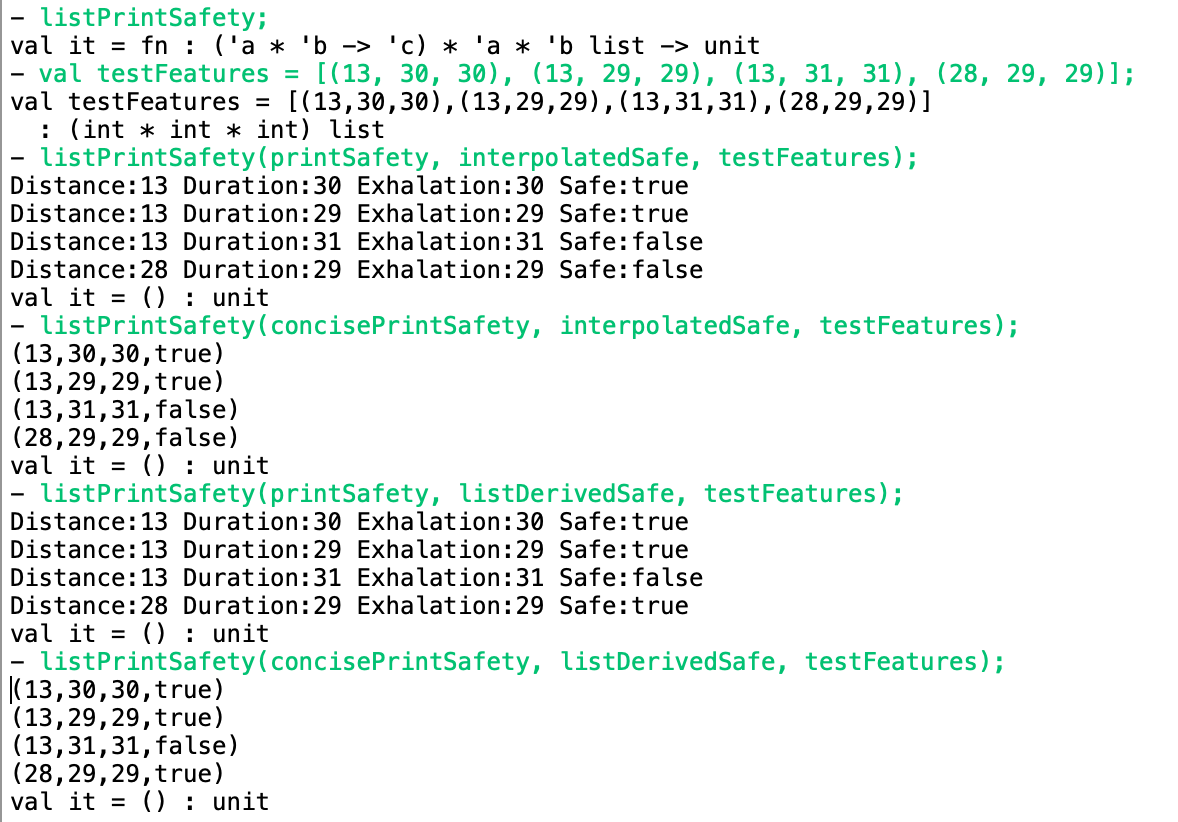 - listPrintSafety;
val it = fn : ('a * 'b -> 'c) * 'a * 'b list -> unit
- val testFeatures = [(13, 30, 30), (13, 29, 29), (13, 31, 31), (28, 29, 29)];
val testFeatures = [(13,30,30),(13,29,29),(13,31,31),(28,29,29)]
  : (int * int * int) list
- listPrintSafety(printSafety, interpolatedSafe, testFeatures);
Distance:13 Duration:30 Exhalation:30 Safe:true
Distance:13 Duration:29 Exhalation:29 Safe:true
Distance:13 Duration:31 Exhalation:31 Safe:false
Distance:28 Duration:29 Exhalation:29 Safe:false
val it = () : unit
- listPrintSafety(concisePrintSafety, interpolatedSafe, testFeatures);
(13,30,30,true)
(13,29,29,true)
(13,31,31,false)
(28,29,29,false)
val it = () : unit
- listPrintSafety(printSafety, listDerivedSafe, testFeatures);
Distance:13 Duration:30 Exhalation:30 Safe:true
Distance:13 Duration:29 Exhalation:29 Safe:true
Distance:13 Duration:31 Exhalation:31 Safe:false
Distance:28 Duration:29 Exhalation:29 Safe:true
val it = () : unit
- listPrintSafety(concisePrintSafety, listDerivedSafe, testFeatures);
(13,30,30,true)
(13,29,29,true)
(13,31,31,false)
(28,29,29,true)
val it = () : unit